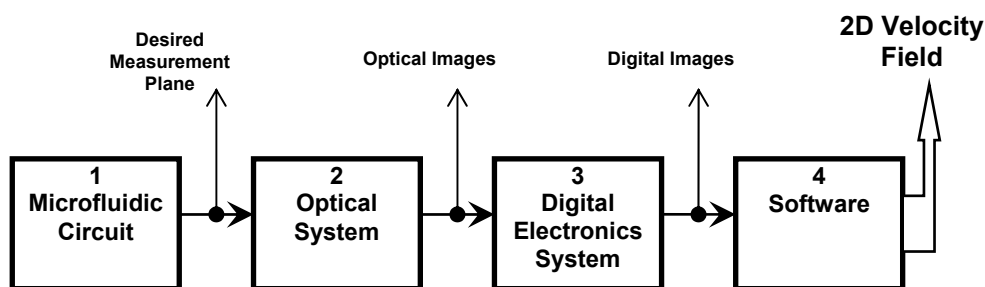 2D Velocity
Field
Desired
Measurement
Plane
Optical Images
Digital Images
1
Microfluidic
Circuit
2
Optical
System
3
Digital
Electronics
System
4
Software